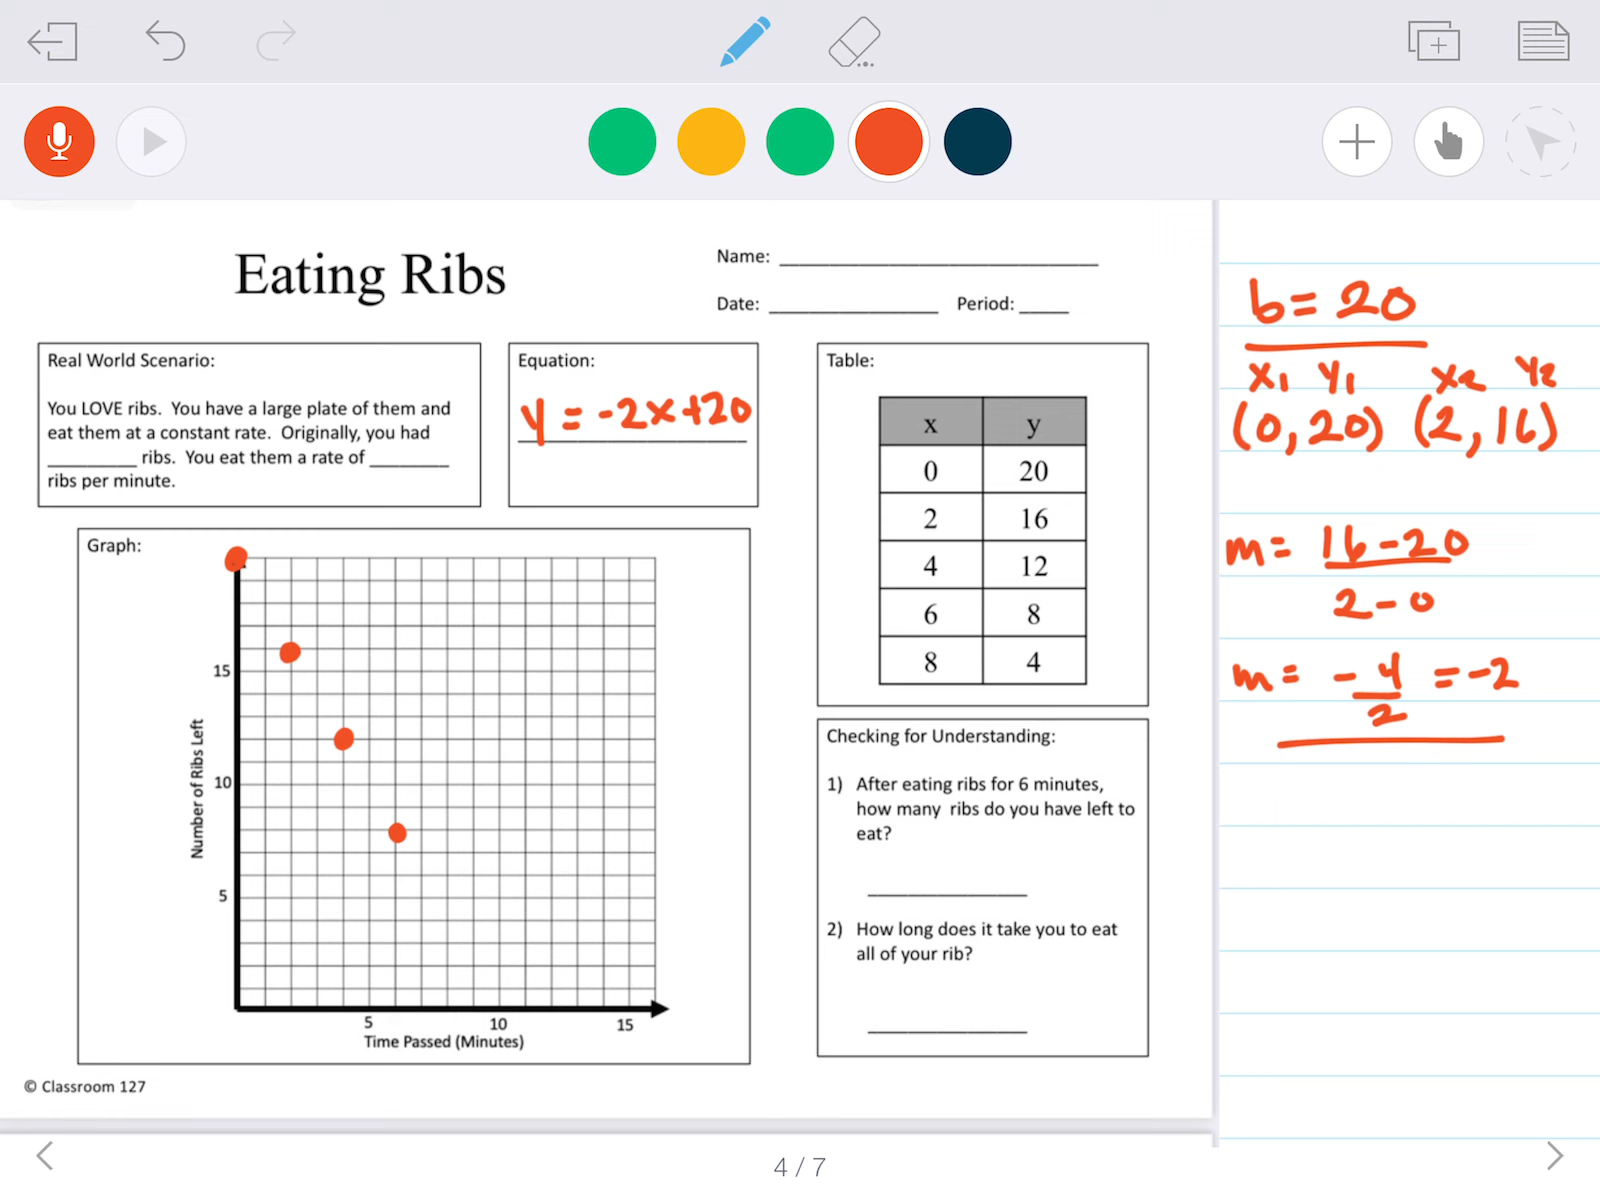 Eating Ribs
Name: ____________________
Date: ____________ Period: _____
Real World Scenario:
You LOVE ribs. You have a large plate of them and
eat them at a constant rate. Originally, you had
_________ ribs. You eat them a rate of ________
ribs per minute.
Equation:
y = -2x+20
Table:
x y
0 20
2 16
4 12
6 8
8 4
Graph:
15
10
5
Number of Ribs Left
5 10 15
Time Passed (Minutes)
Checking for Understanding:
1) After eating ribs for 6 minutes,
how many ribs do you have left to
eat?
2) How long does it take you to eat
all of your rib?
© Classroom 127
b = 20
x1 y1 x2 y2
(0, 20) (2, 16)
m = 16-20
2-0
m = -4 = -2
2
4 / 7